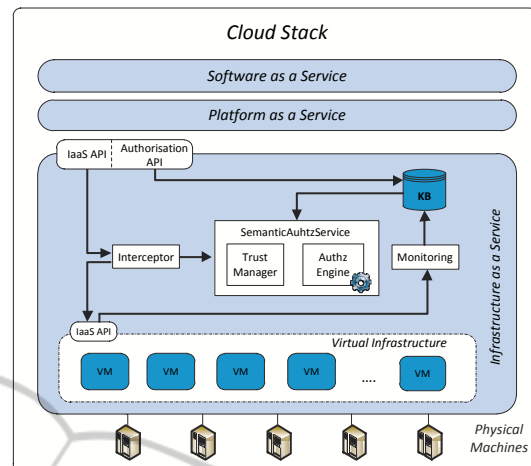 Cloud Stack
Software as a Service
Platform as a Service
IaaS API
Authorisation
API
KB
SemanticAuhtzService
Trust
Manager
Authz
Engine
Interceptor
Monitoring
Infrastructure as a Service
IaaS API
Virtual Infrastructure
VM
VM
VM
VM
....
VM
Physical
Machines